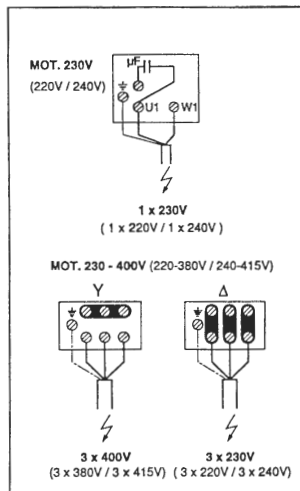 MOT. 230V
(220V / 240V)
µF
U1
W1
1 x 230V
( 1 x 220V / 1 x 240V )
MOT. 230 - 400V (220-380V / 240-415V)
Y
Δ
3 x 400V
(3 x 380V / 3 x 415V)
3 x 230V
( 3 x 220V / 3 x 240V)